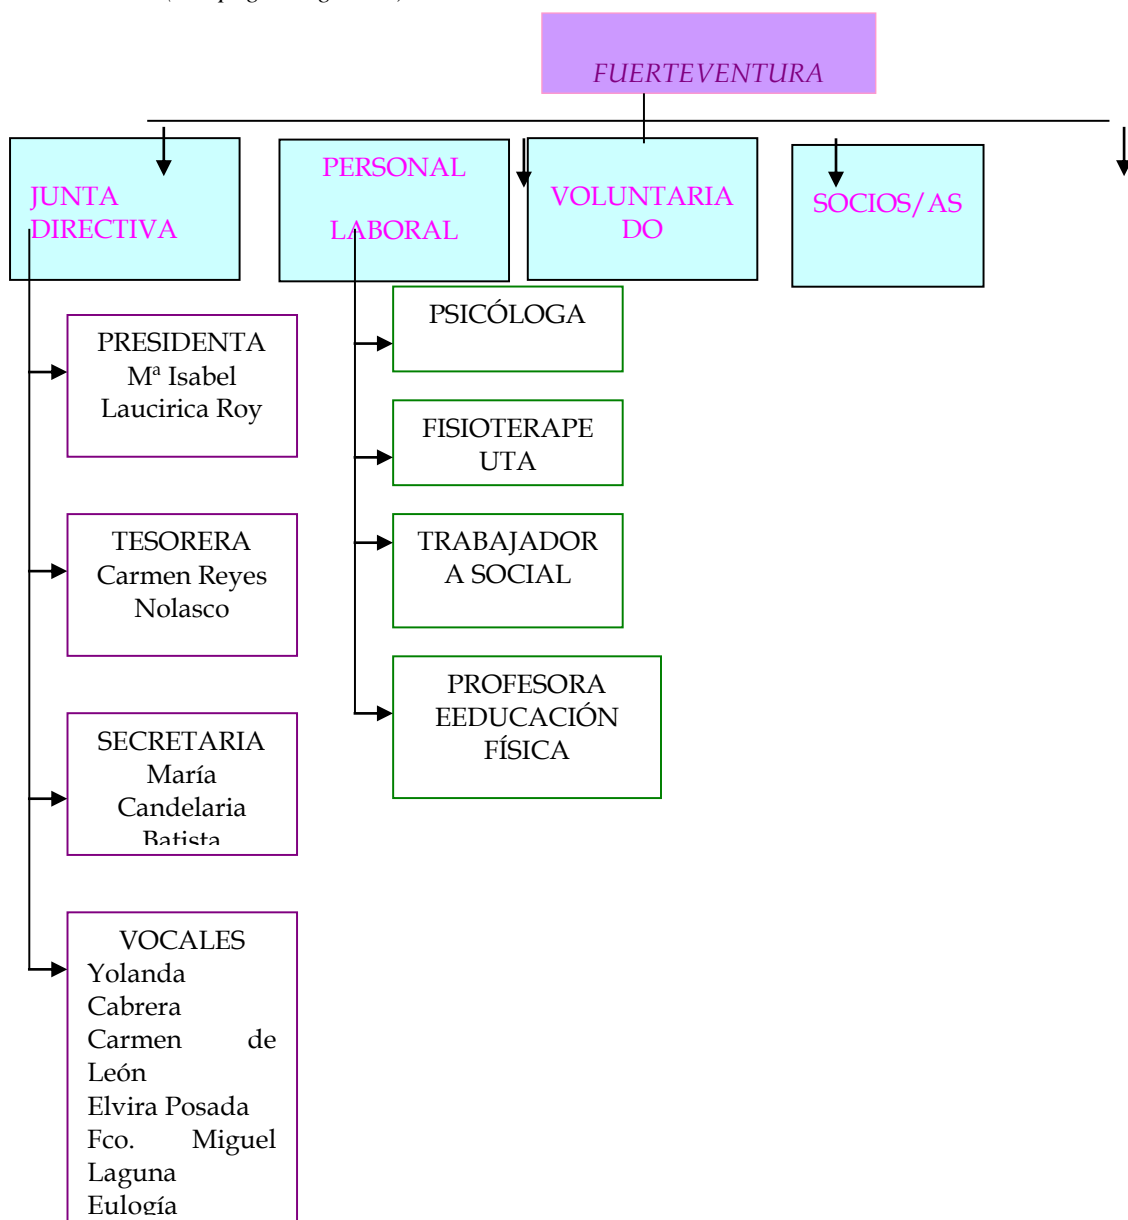 FUERTEVENTURA
JUNTA
DIRECTIVA
PERSONAL
LABORAL
VOLUNTARIA
DO
SOCIOS/AS
PRESIDENTA
Mª Isabel
Laucirica Roy
TESORERA
Carmen Reyes
Nolasco
SECRETARIA
María
Candelaria
Batista
VOCALES
Yolanda
Cabrera
Carmen de
León
Elvira Posada
Fco. Miguel
Laguna
Eulogía
PSICÓLOGA
FISIOTERAPE
UTA
TRABAJADOR
A SOCIAL
PROFESORA
EEDUCACIÓN
FÍSICA